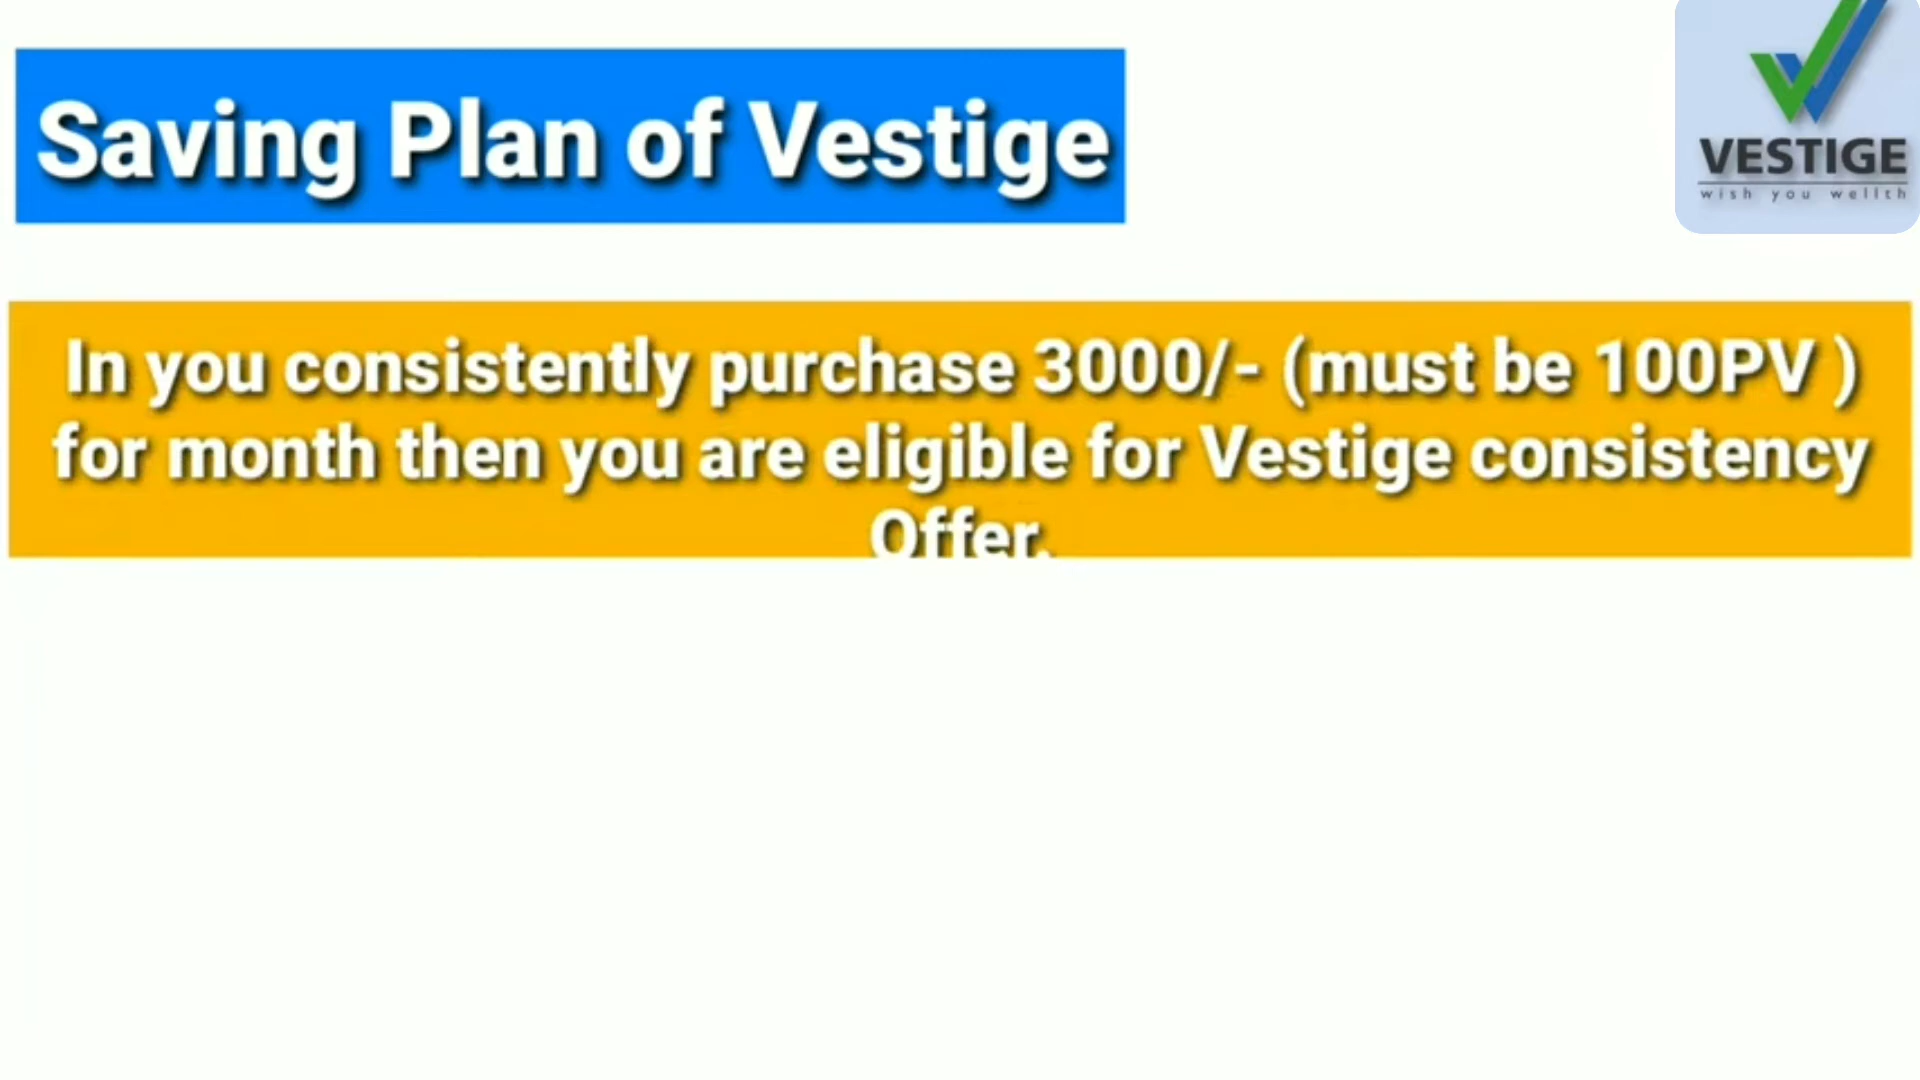 Saving Plan of Vestige
VESTIGE
wish you wellth
In you consistently purchase 3000/- (must be 100PV )
for month then you are eligible for Vestige consistency
Offer.